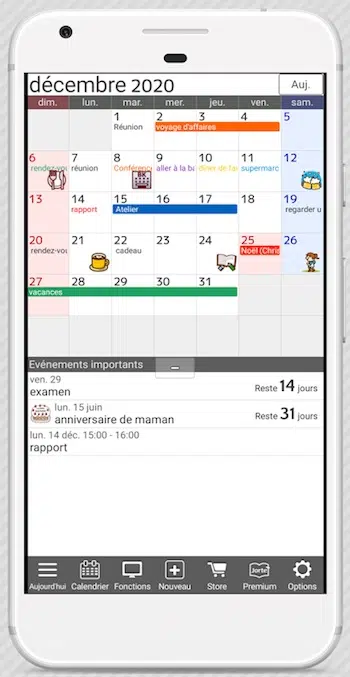 décembre 2020
Auj.
dim. lun. mar. mer. jeu. ven. sam.
1 2 3 4 5
Réunion voyage d'affaires
6 7 8 9 10 11 12
rendez-vou réunion Conférence aller à la ba dîner de l'a supermarc
13 14 15 16 17 18 19
rapport Atelier regarder u
20 21 22 23 24 25 26
rendez-vou cadeau Noël (Chris
27 28 29 30 31
vacances
Evénements importants
ven. 29
examen
Reste 14 jours
lun. 15 juin
anniversaire de maman
Reste 31 jours
lun. 14 déc. 15:00 - 16:00
rapport
Aujourd'hui Calendrier Fonctions Nouveau Store Premium Options
Jorte